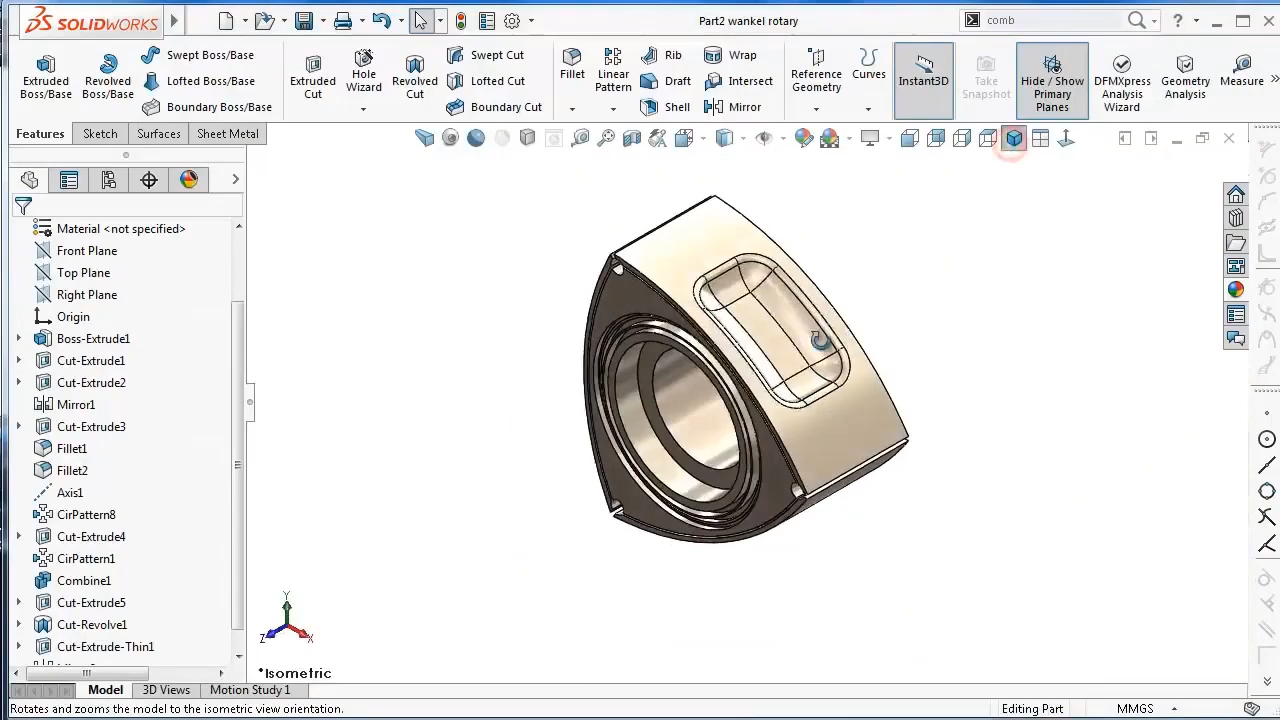 SOLIDWORKS
Part2 wankel rotary
comb
Extruded Boss/Base
Revolved Boss/Base
Swept Boss/Base
Lofted Boss/Base
Boundary Boss/Base
Extruded Cut
Hole Wizard
Revolved Cut
Swept Cut
Lofted Cut
Boundary Cut
Fillet
Linear Pattern
Rib
Draft
Shell
Wrap
Intersect
Mirror
Reference Geometry
Curves
Instant3D
Take Snapshot
Hide / Show Primary Planes
DFMXpress Analysis Wizard
Geometry Analysis
Measure
Features
Sketch
Surfaces
Sheet Metal
Material <not specified>
Front Plane
Top Plane
Right Plane
Origin
Boss-Extrude1
Cut-Extrude1
Cut-Extrude2
Mirror1
Cut-Extrude3
Fillet1
Fillet2
Axis1
CirPattern8
Cut-Extrude4
CirPattern1
Combine1
Cut-Extrude5
Cut-Revolve1
Cut-Extrude-Thin1
Y
Z
X
*Isometric
Model
3D Views
Motion Study 1
Rotates and zooms the model to the isometric view orientation.
Editing Part
MMGS